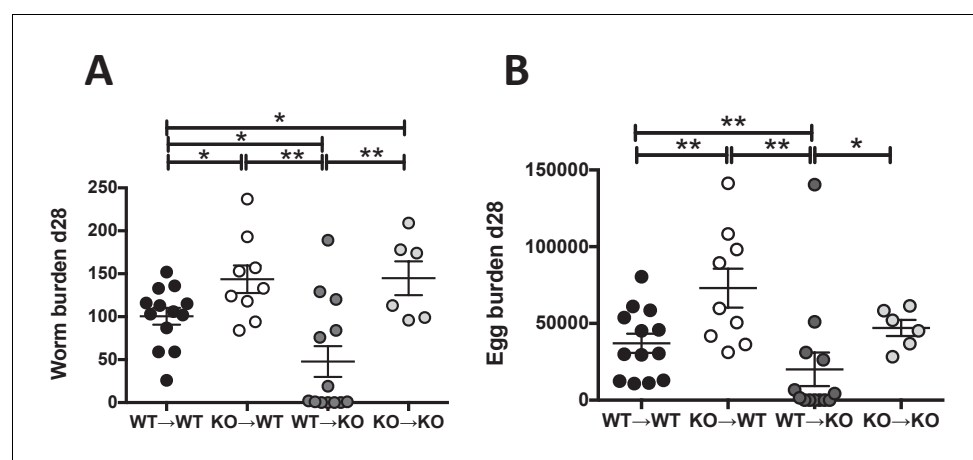 A
*
*
* ** **
Worm burden d28
250
200
150
100
50
0
WT→WT KO→WT WT→KO KO→KO
B
**
** ** *
Egg burden d28
150000
100000
50000
0
WT→WT KO→WT WT→KO KO→KO